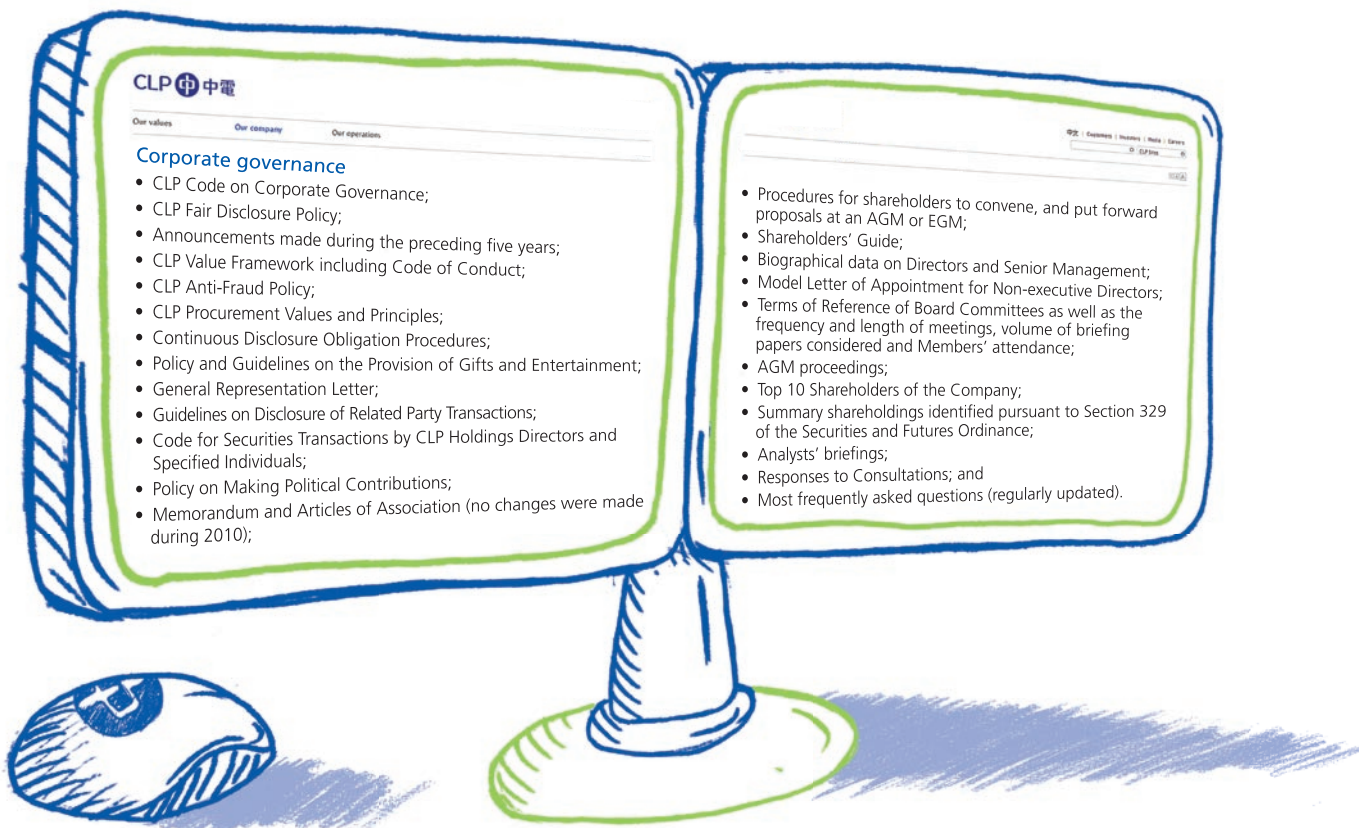 CLP 中電
Our values Our company Our operations
Corporate governance
• CLP Code on Corporate Governance;
• CLP Fair Disclosure Policy;
• Announcements made during the preceding five years;
• CLP Value Framework including Code of Conduct;
• CLP Anti-Fraud Policy;
• CLP Procurement Values and Principles;
• Continuous Disclosure Obligation Procedures;
• Policy and Guidelines on the Provision of Gifts and Entertainment;
• General Representation Letter;
• Guidelines on Disclosure of Related Party Transactions;
• Code for Securities Transactions by CLP Holdings Directors and
Specified Individuals;
• Policy on Making Political Contributions;
• Memorandum and Articles of Association (no changes were made
during 2010);
中文 | Customers | Investors | Media | Careers
CLP Sites
• Procedures for shareholders to convene, and put forward
proposals at an AGM or EGM;
• Shareholders' Guide;
• Biographical data on Directors and Senior Management;
• Model Letter of Appointment for Non-executive Directors;
• Terms of Reference of Board Committees as well as the
frequency and length of meetings, volume of briefing
papers considered and Members' attendance;
• AGM proceedings;
• Top 10 Shareholders of the Company;
• Summary shareholdings identified pursuant to Section 329
of the Securities and Futures Ordinance;
• Analysts' briefings;
• Responses to Consultations; and
• Most frequently asked questions (regularly updated).